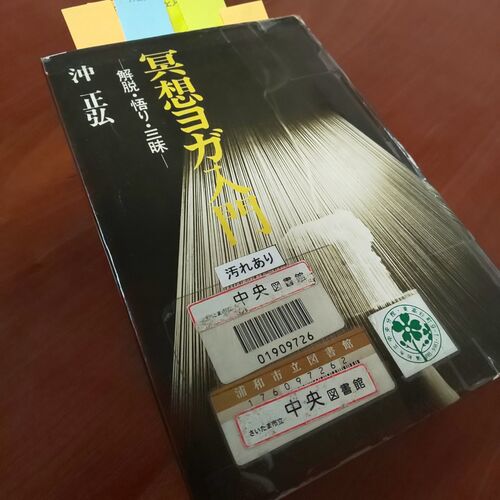 冥想ヨガ入門
―解脱・悟り・三昧―
沖 正弘
汚れあり
中央図書館
01909726
浦和市立図書館
176097262
さいたま市立
中央図書館